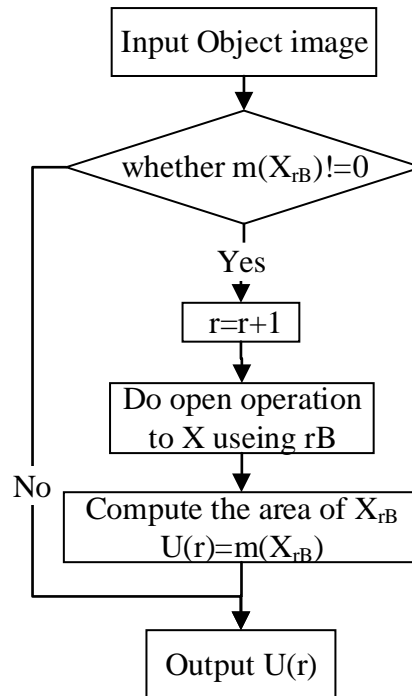 Input Object image
whether m(X_rB)!=0
Yes
r=r+1
Do open operation
to X useing rB
No
Compute the area of X_rB
U(r)=m(X_rB)
Output U(r)